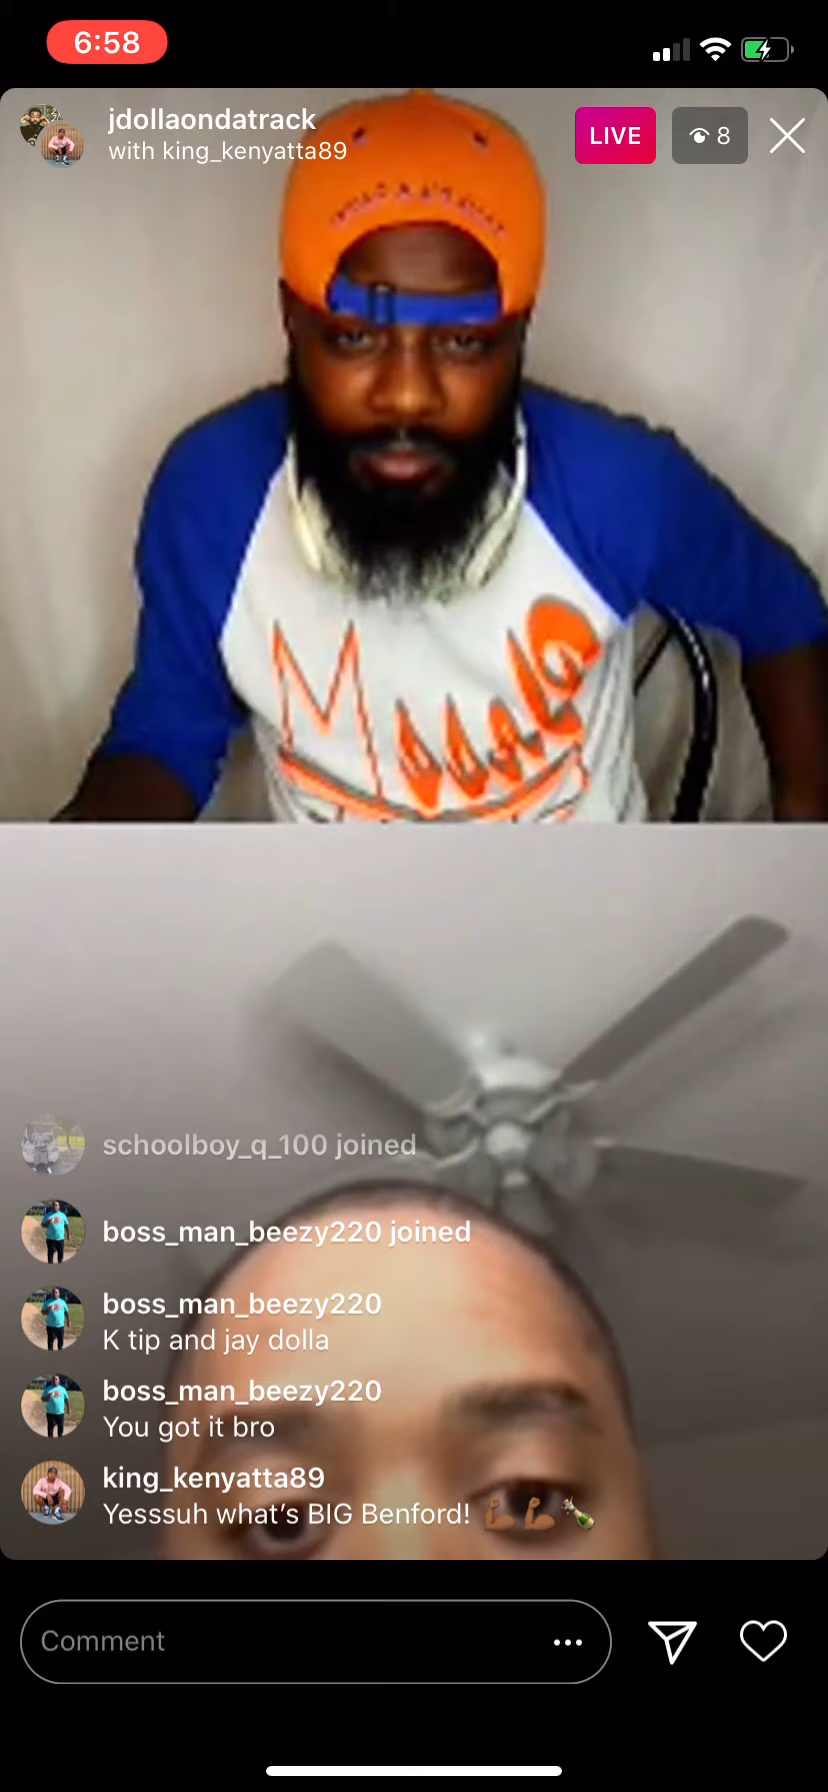 6:58
jdollaondatrack
with king_kenyatta89
LIVE
8
schoolboy_q_100 joined
boss_man_beezy220 joined
boss_man_beezy220
K tip and jay dolla
boss_man_beezy220
You got it bro
king_kenyatta89
Yesssuh what's BIG Benford! 💪🏾💪🏾🍾
Comment